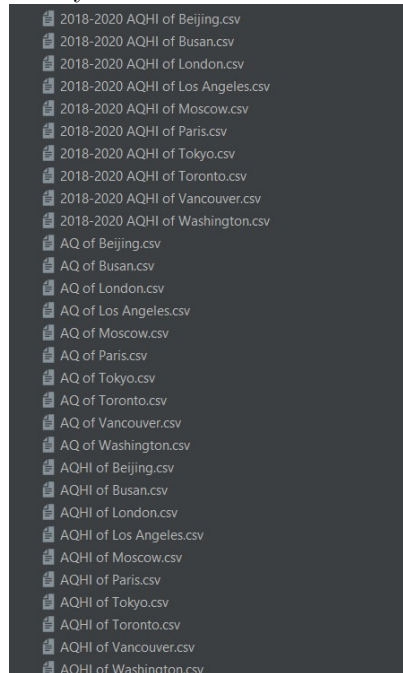 2018-2020 AQHI of Beijing.csv
2018-2020 AQHI of Busan.csv
2018-2020 AQHI of London.csv
2018-2020 AQHI of Los Angeles.csv
2018-2020 AQHI of Moscow.csv
2018-2020 AQHI of Paris.csv
2018-2020 AQHI of Tokyo.csv
2018-2020 AQHI of Toronto.csv
2018-2020 AQHI of Vancouver.csv
2018-2020 AQHI of Washington.csv
AQ of Beijing.csv
AQ of Busan.csv
AQ of London.csv
AQ of Los Angeles.csv
AQ of Moscow.csv
AQ of Paris.csv
AQ of Tokyo.csv
AQ of Toronto.csv
AQ of Vancouver.csv
AQ of Washington.csv
AQHI of Beijing.csv
AQHI of Busan.csv
AQHI of London.csv
AQHI of Los Angeles.csv
AQHI of Moscow.csv
AQHI of Paris.csv
AQHI of Tokyo.csv
AQHI of Toronto.csv
AQHI of Vancouver.csv
AQHI of Washington.csv